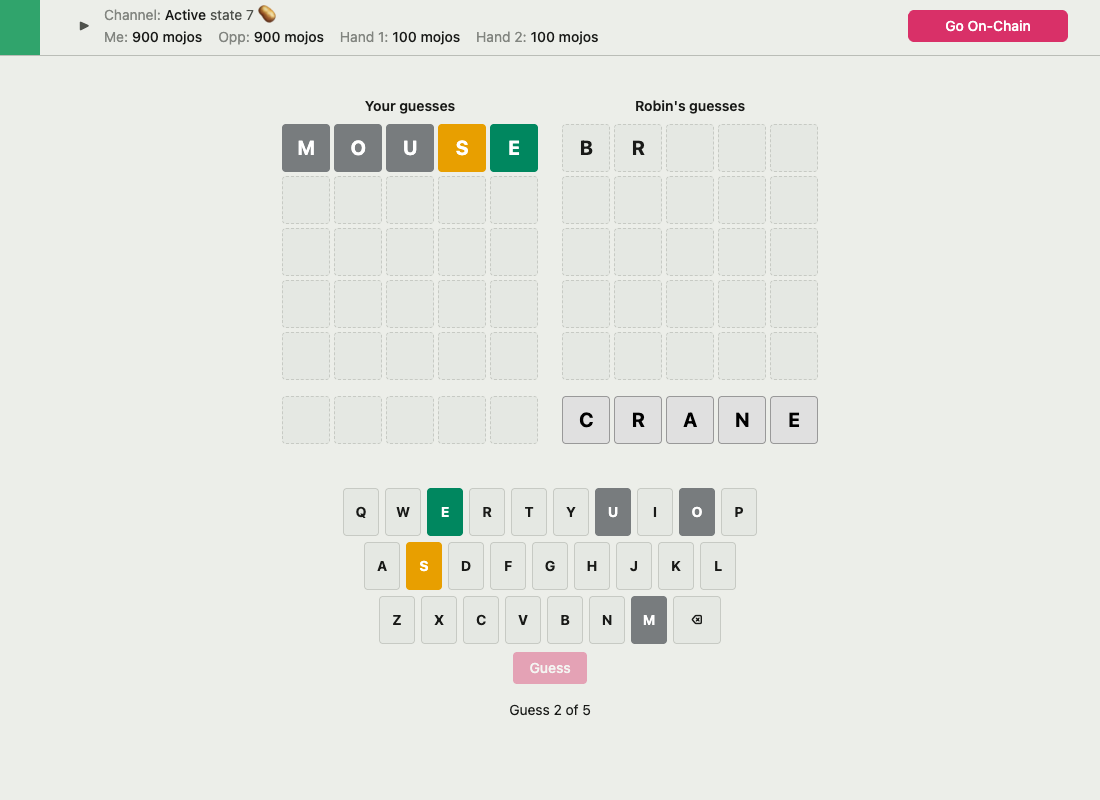 Channel: Active state 7
Me: 900 mojos Opp: 900 mojos Hand 1: 100 mojos Hand 2: 100 mojos
Go On-Chain
Your guesses
Robin's guesses
M O U S E
B R
C R A N E
Q W E R T Y U I O P
A S D F G H J K L
Z X C V B N M
Guess
Guess 2 of 5